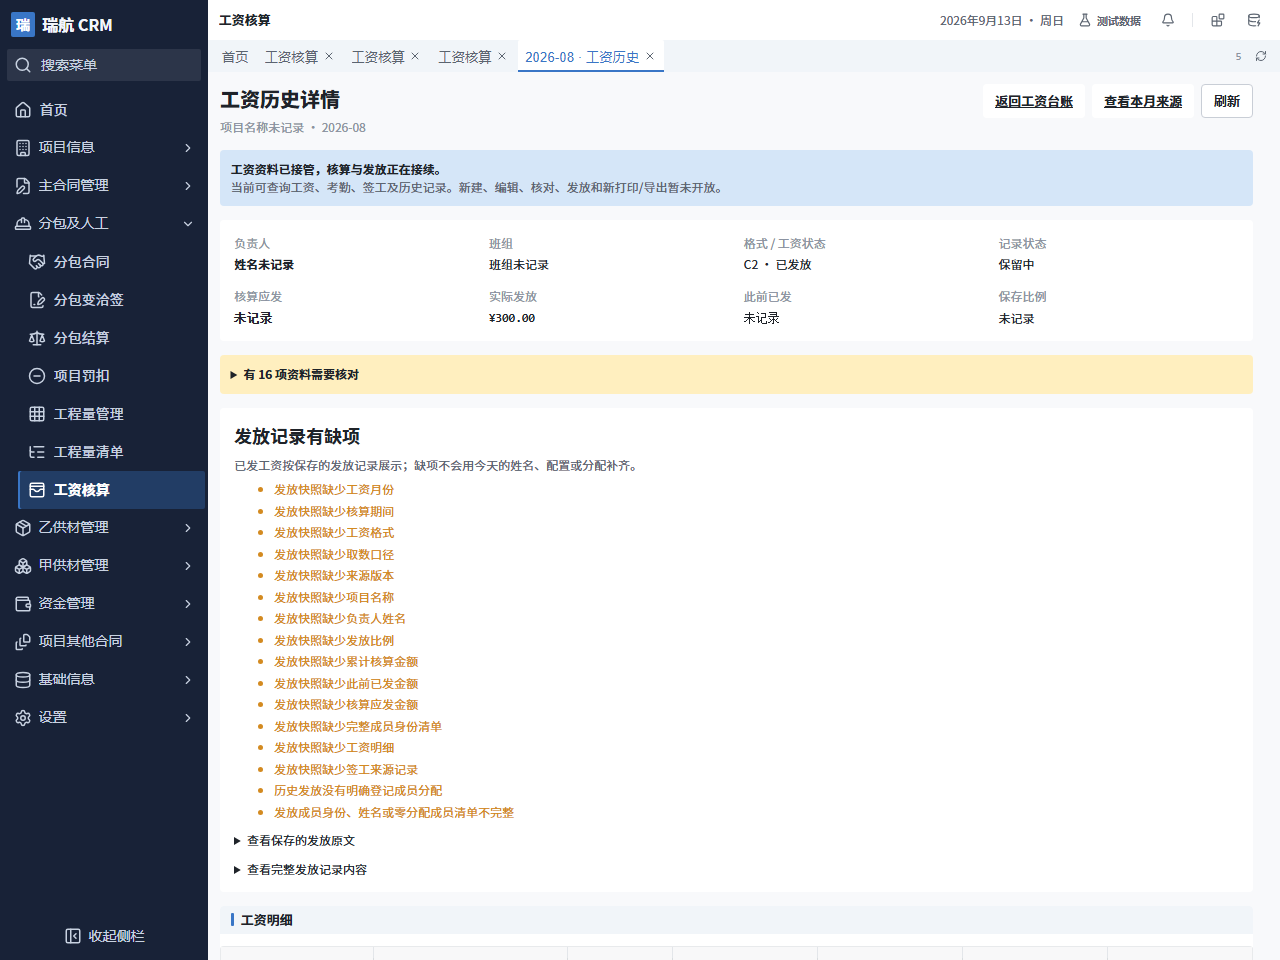 瑞 瑞航 CRM
搜索菜单
首页
项目信息
主合同管理
分包及人工
分包合同
分包变洽签
分包结算
项目罚扣
工程量管理
工程量清单
工资核算
乙供材管理
甲供材管理
资金管理
项目其他合同
基础信息
设置
收起侧栏
工资核算
2026年9月13日 • 周日 测试数据
首页 工资核算 工资核算 工资核算 2026-08 · 工资历史 5
工资历史详情
项目名称未记录 • 2026-08
返回工资台账 查看本月来源 刷新
工资资料已接管，核算与发放正在接续。
当前可查询工资、考勤、签工及历史记录。新建、编辑、核对、发放和新打印/导出暂未开放。
负责人 班组 格式 / 工资状态 记录状态
姓名未记录 班组未记录 C2 • 已发放 保留中
核算应发 实际发放 此前已发 保存比例
未记录 ¥300.00 未记录 未记录
有 16 项资料需要核对
发放记录有缺项
已发工资按保存的发放记录展示；缺项不会用今天的姓名、配置或分配补齐。
• 发放快照缺少工资月份
• 发放快照缺少核算期间
• 发放快照缺少工资格式
• 发放快照缺少取数口径
• 发放快照缺少来源版本
• 发放快照缺少项目名称
• 发放快照缺少负责人姓名
• 发放快照缺少发放比例
• 发放快照缺少累计核算金额
• 发放快照缺少此前已发金额
• 发放快照缺少核算应发金额
• 发放快照缺少完整成员身份清单
• 发放快照缺少工资明细
• 发放快照缺少签工来源记录
• 历史发放没有明确登记成员分配
• 发放成员身份、姓名或零分配成员清单不完整
查看保存的发放原文
查看完整发放记录内容
工资明细